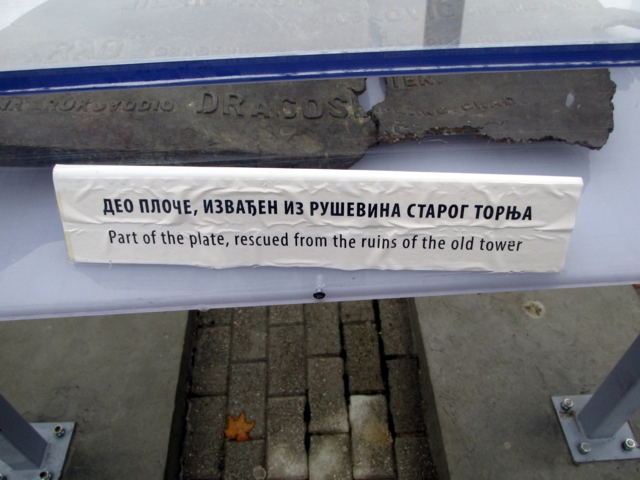 RUKOVODIO DRAGOS
ДЕО ПЛОЧЕ, ИЗВАЂЕН ИЗ РУШЕВИНА СТАРОГ ТОРЊА
Part of the plate, rescued from the ruins of the old tower